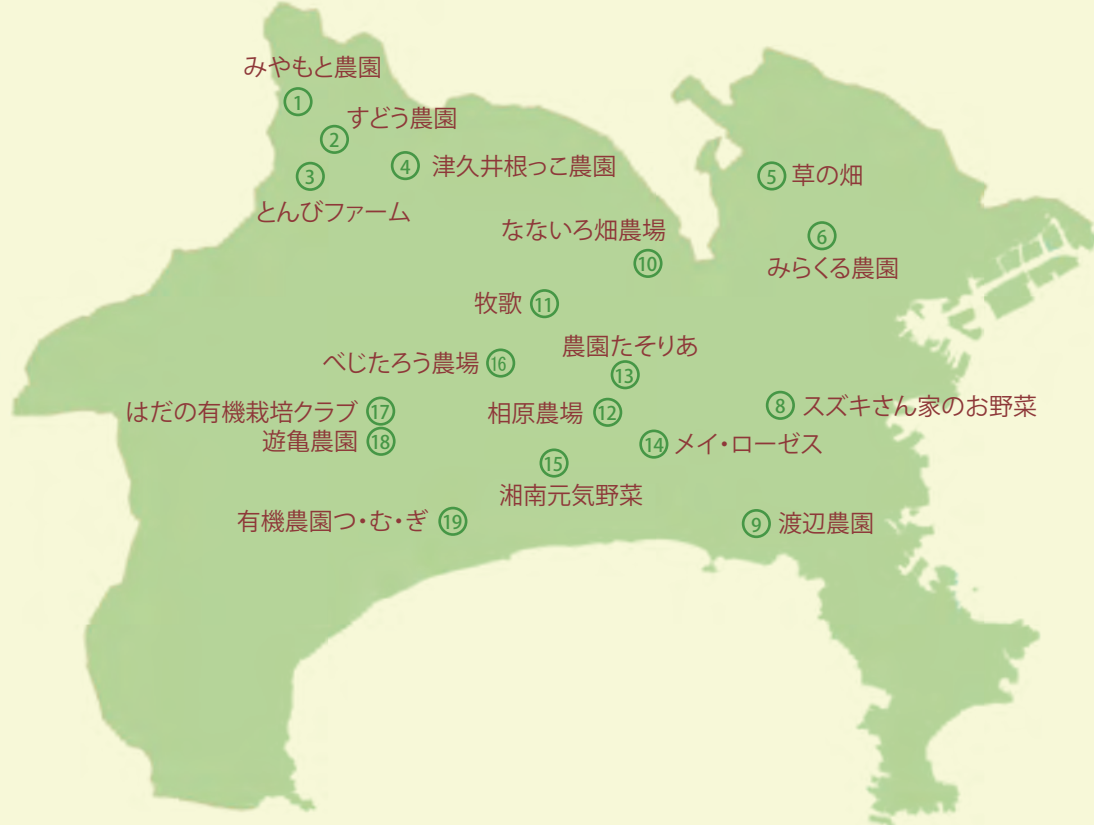 みやもと農園
①
すどう農園
②
④ 津久井根っこ農園
③
とんびファーム
⑤ 草の畑
なないろ畑農場
⑩
⑥
みらくる農園
牧歌 ⑪
農園たそりあ
⑬
べじたろう農場 ⑯
はだの有機栽培クラブ ⑰
相原農場 ⑫
⑧ スズキさん家のお野菜
遊亀農園 ⑱
⑭ メイ・ローゼス
⑮
湘南元気野菜
有機農園つ・む・ぎ ⑲
⑨ 渡辺農園